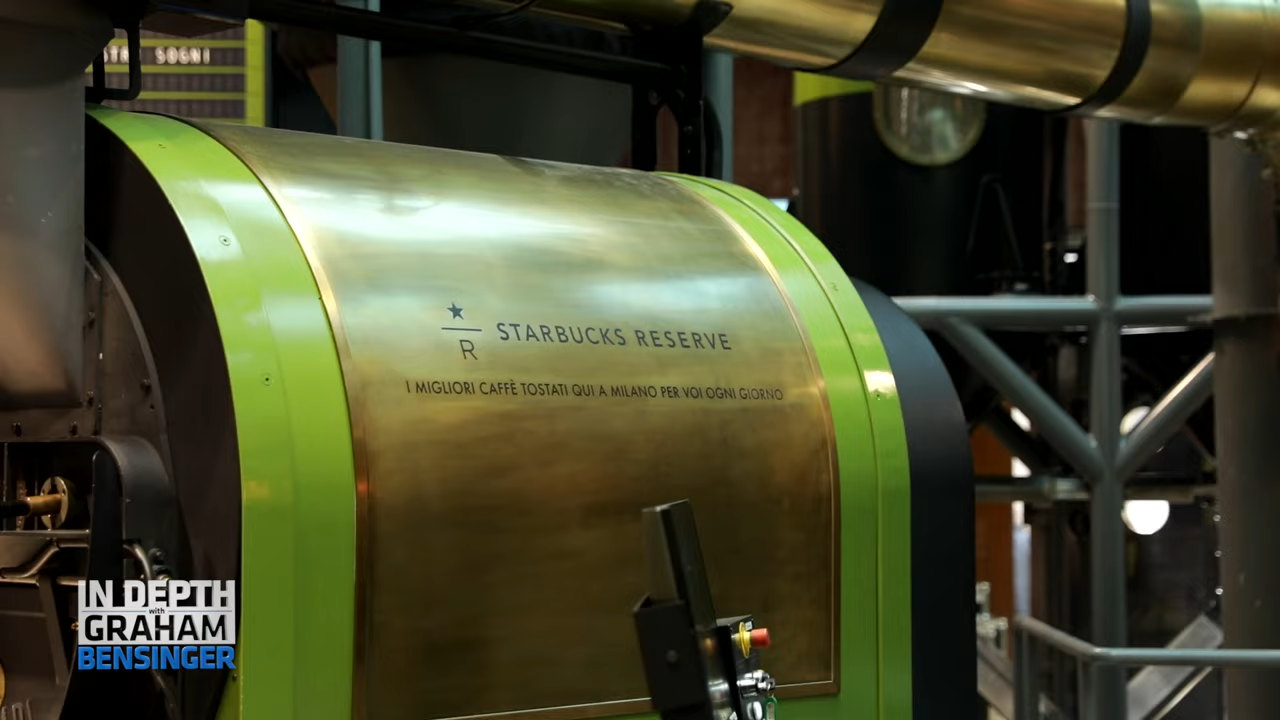 SOGNI
R
STARBUCKS RESERVE
I MIGLIORI CAFFÈ TOSTATI QUI A MILANO PER VOI OGNI GIORNO
IN DEPTH
with
GRAHAM
BENSINGER